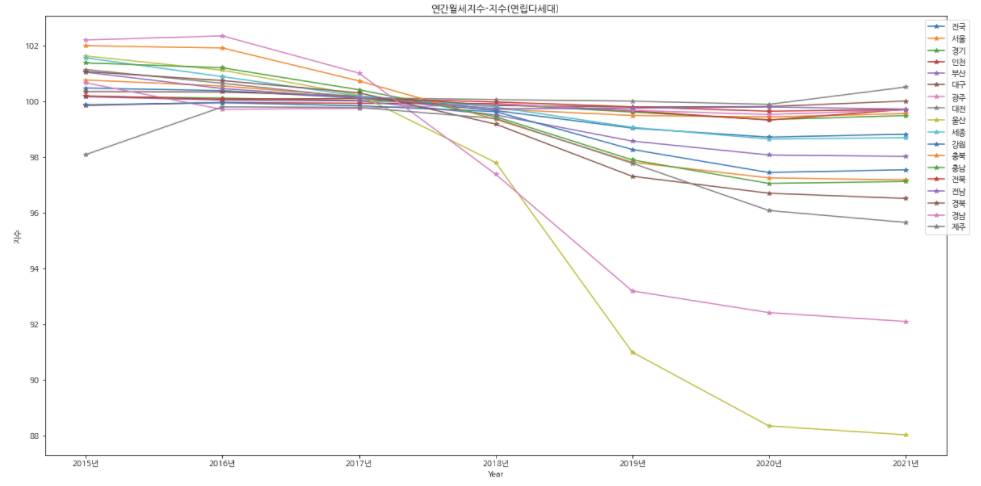 연간월세지수-지수(연립다세대)
102
100
98
96
94
92
90
88
지수
2015년
2016년
2017년
2018년
2019년
2020년
2021년
Year
전국
서울
경기
인천
부산
대구
광주
대전
울산
세종
강원
충북
충남
전북
전남
경북
경남
제주